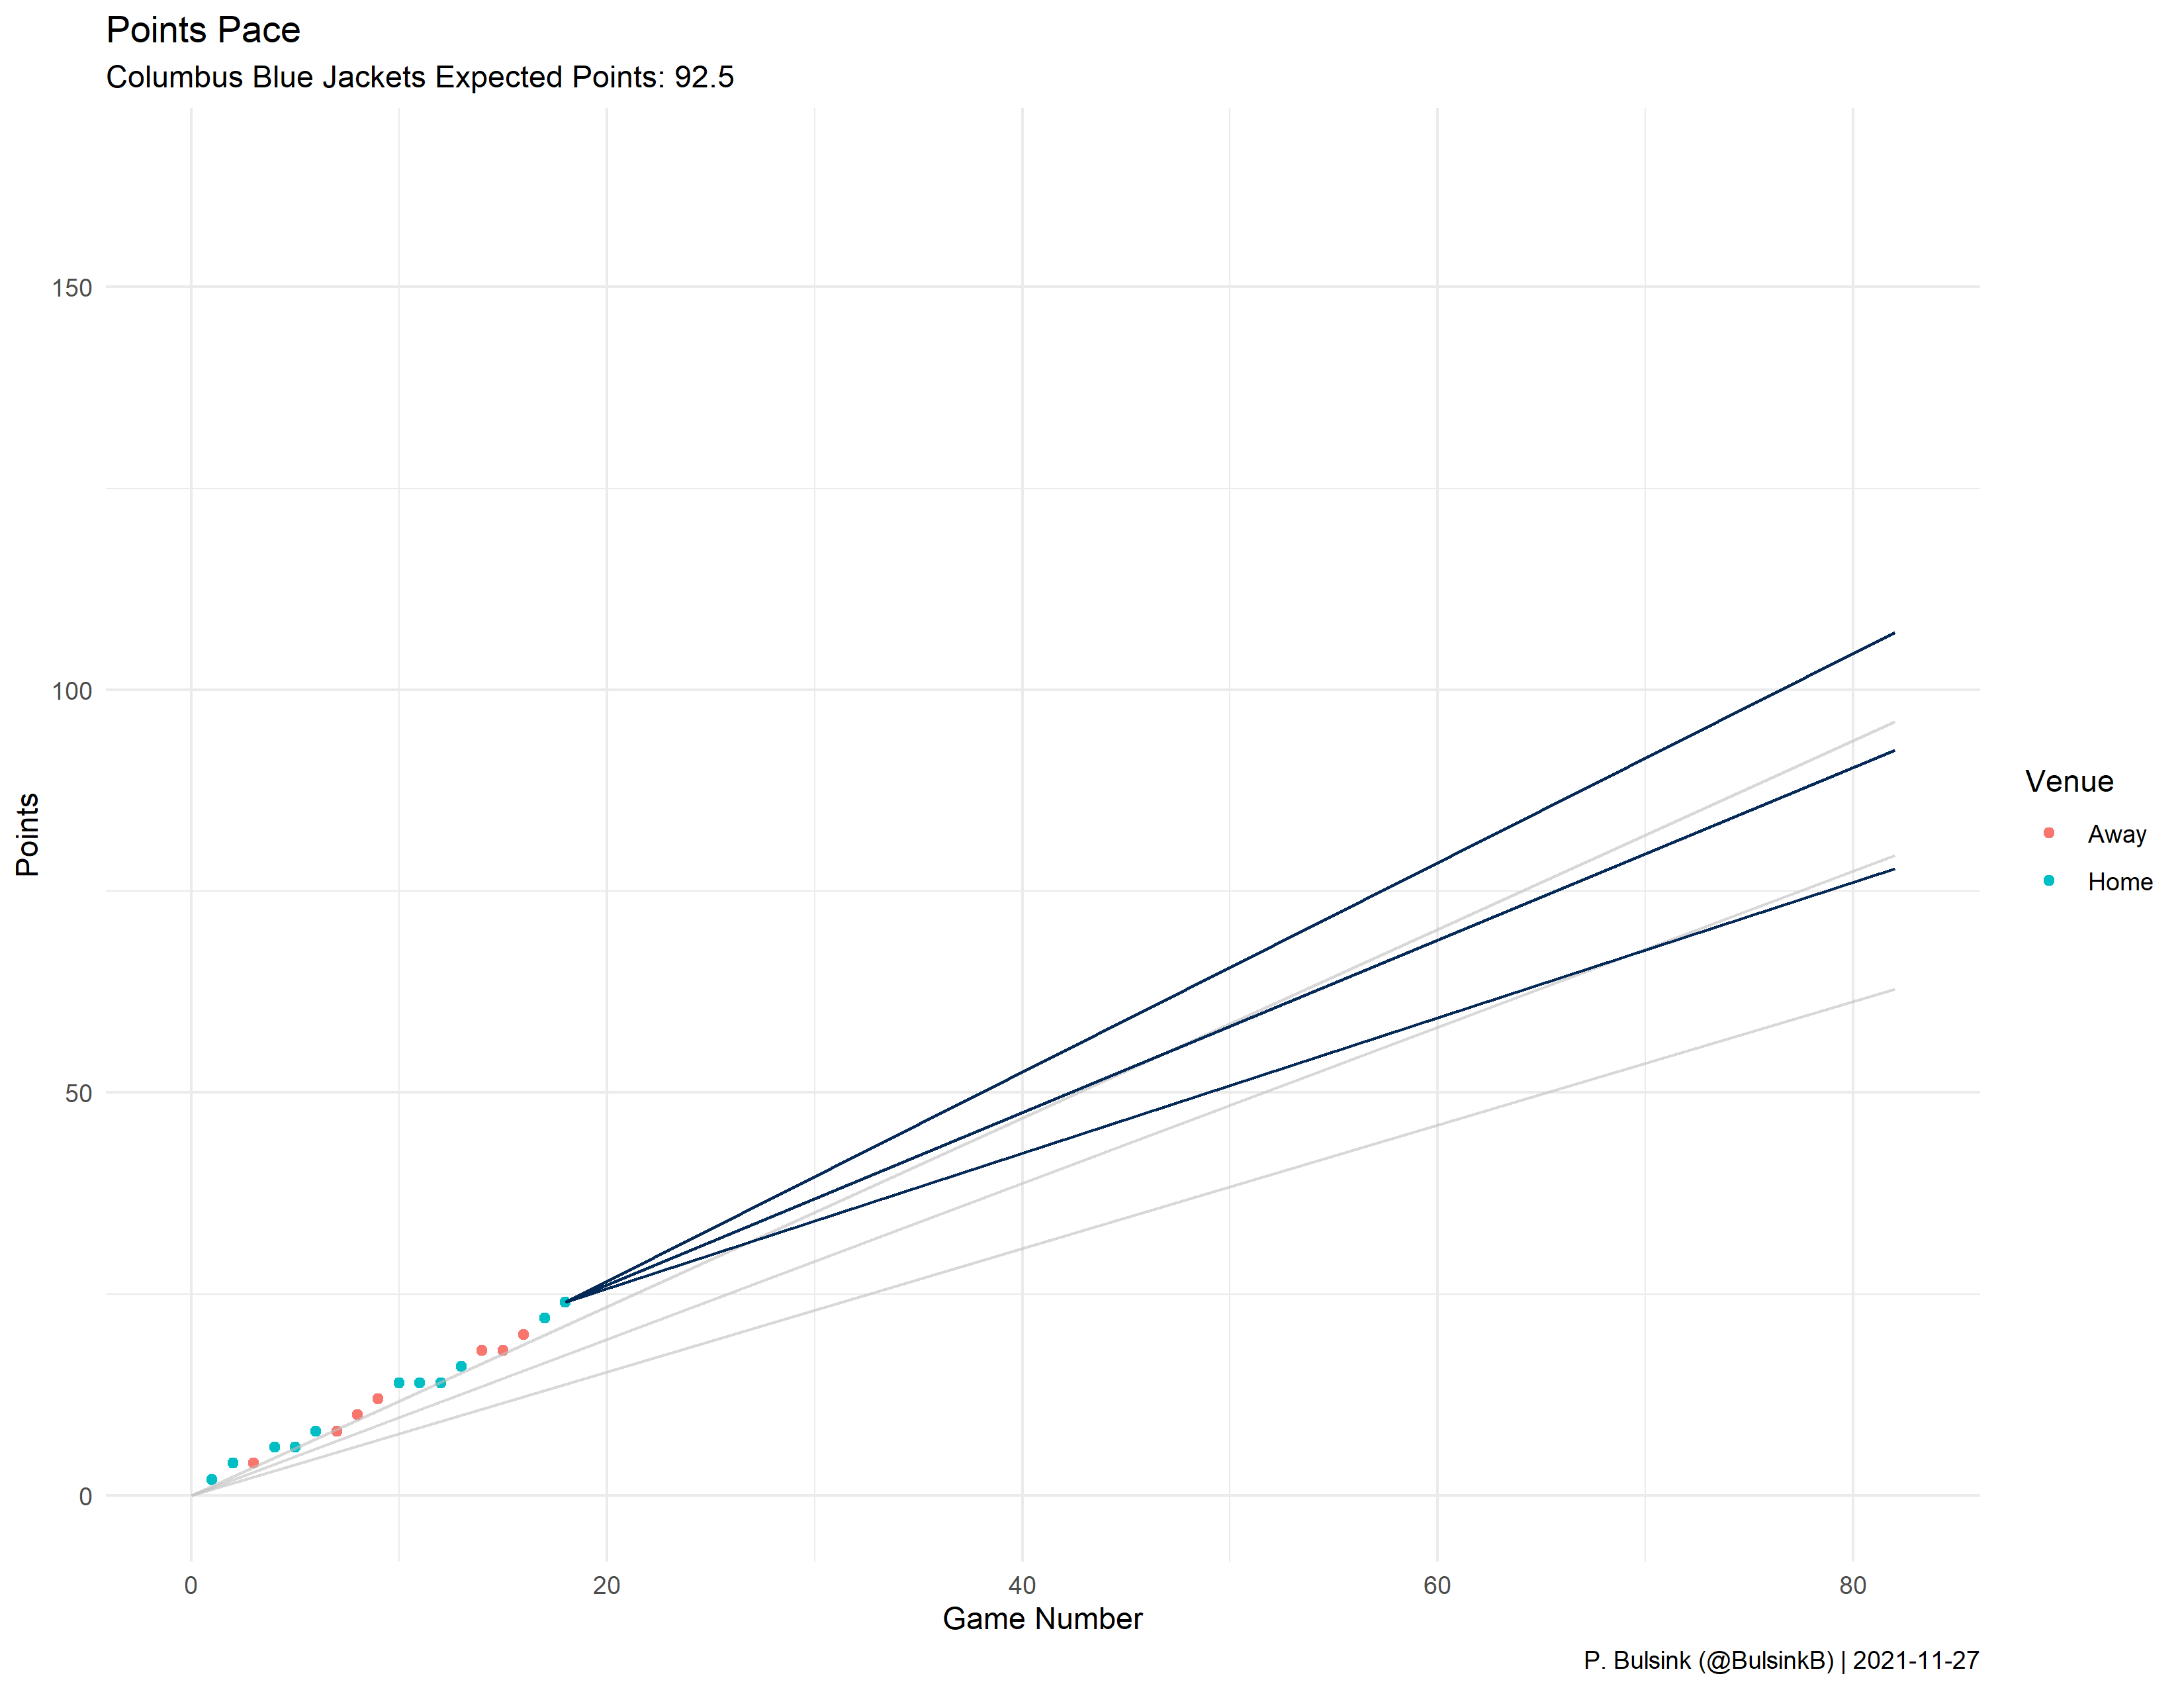 Points Pace
Columbus Blue Jackets Expected Points: 92.5
150
100
50
0
Points
0 20 40 60 80
Game Number
Venue
Away
Home
P. Bulsink (@BulsinkB) | 2021-11-27